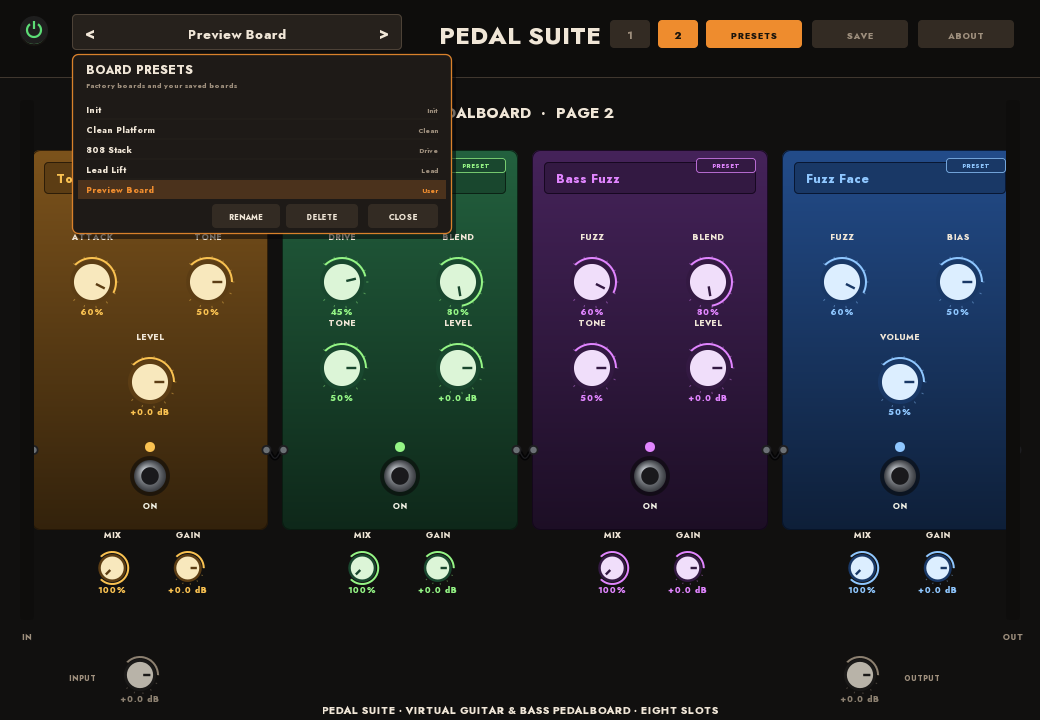 < Preview Board >
PEDAL SUITE
1 2 PRESETS SAVE ABOUT
BOARD PRESETS
Factory boards and your saved boards
Init Init
Clean Platform Clean
808 Stack Drive
Lead Lift Lead
Preview Board User
RENAME DELETE CLOSE
DALBOARD · PAGE 2
To
PRESET
Bass Fuzz PRESET
Fuzz Face PRESET
ATTACK TONE DRIVE BLEND FUZZ BLEND FUZZ BIAS
60% 50% 45% 80% 60% 80% 60% 50%
TONE LEVEL TONE LEVEL
LEVEL VOLUME
50% +0.0 dB 50% +0.0 dB
+0.0 dB 50%
ON ON ON ON
MIX GAIN MIX GAIN MIX GAIN MIX GAIN
100% +0.0 dB 100% +0.0 dB 100% +0.0 dB 100% +0.0 dB
IN OUT
INPUT OUTPUT
+0.0 dB +0.0 dB
PEDAL SUITE · VIRTUAL GUITAR & BASS PEDALBOARD · EIGHT SLOTS